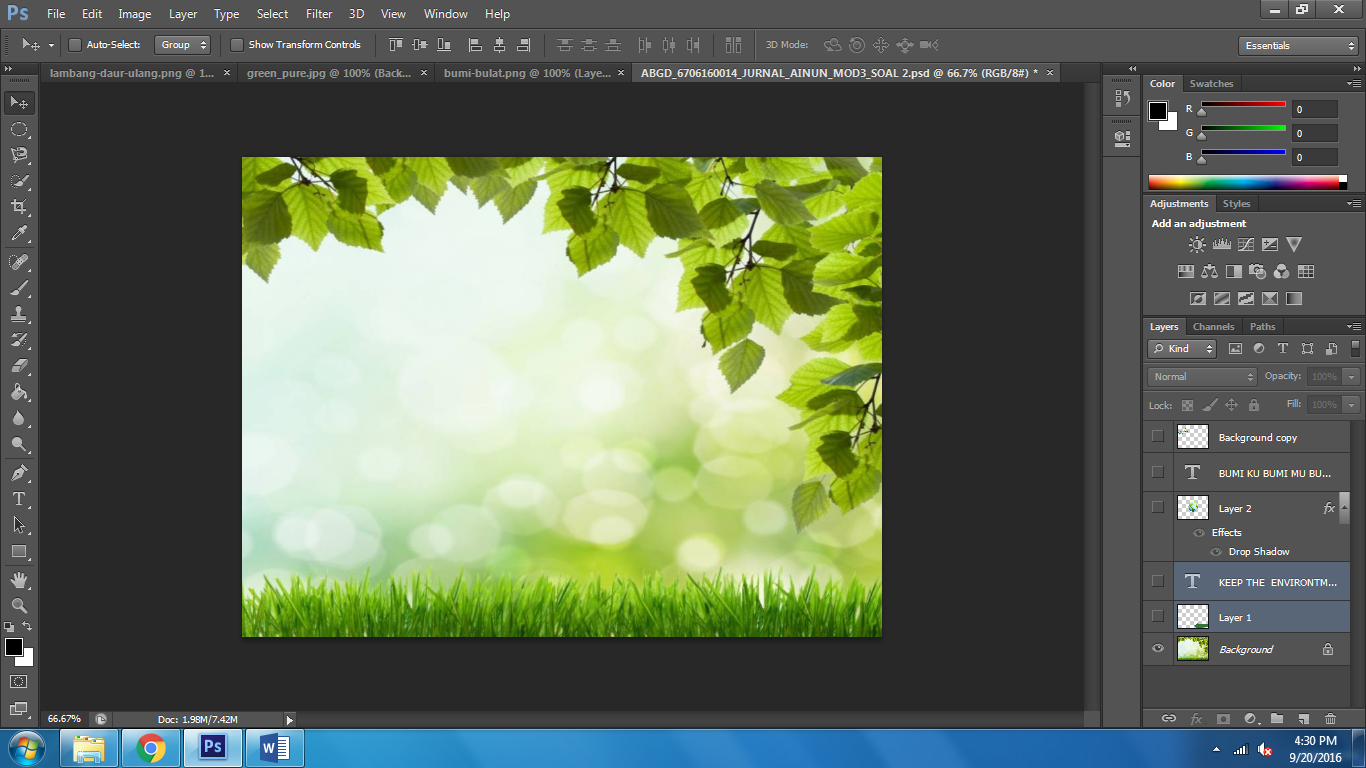 Ps File Edit Image Layer Type Select Filter 3D View Window Help
Auto-Select: Group Show Transform Controls 3D Mode: Essentials
lambang-daur-ulang.png @ 1... × green_pure.jpg @ 100% (Back... × bumi-bulat.png @ 100% (Laye... × ABGD_6706160014_JURNAL_AINUN_MOD3_SOAL 2.psd @ 66.7% (RGB/8#) * ×
Color Swatches
R 0
G 0
B 0
Adjustments Styles
Add an adjustment
Layers Channels Paths
Kind
Normal Opacity: 100%
Lock: Fill: 100%
Background copy
T BUMI KU BUMI MU BU...
Layer 2 fx
Effects
Drop Shadow
T KEEP THE ENVIRONTM...
Layer 1
Background
66.67% Doc: 1.98M/7.42M
fx
Ps W
4:30 PM
9/20/2016